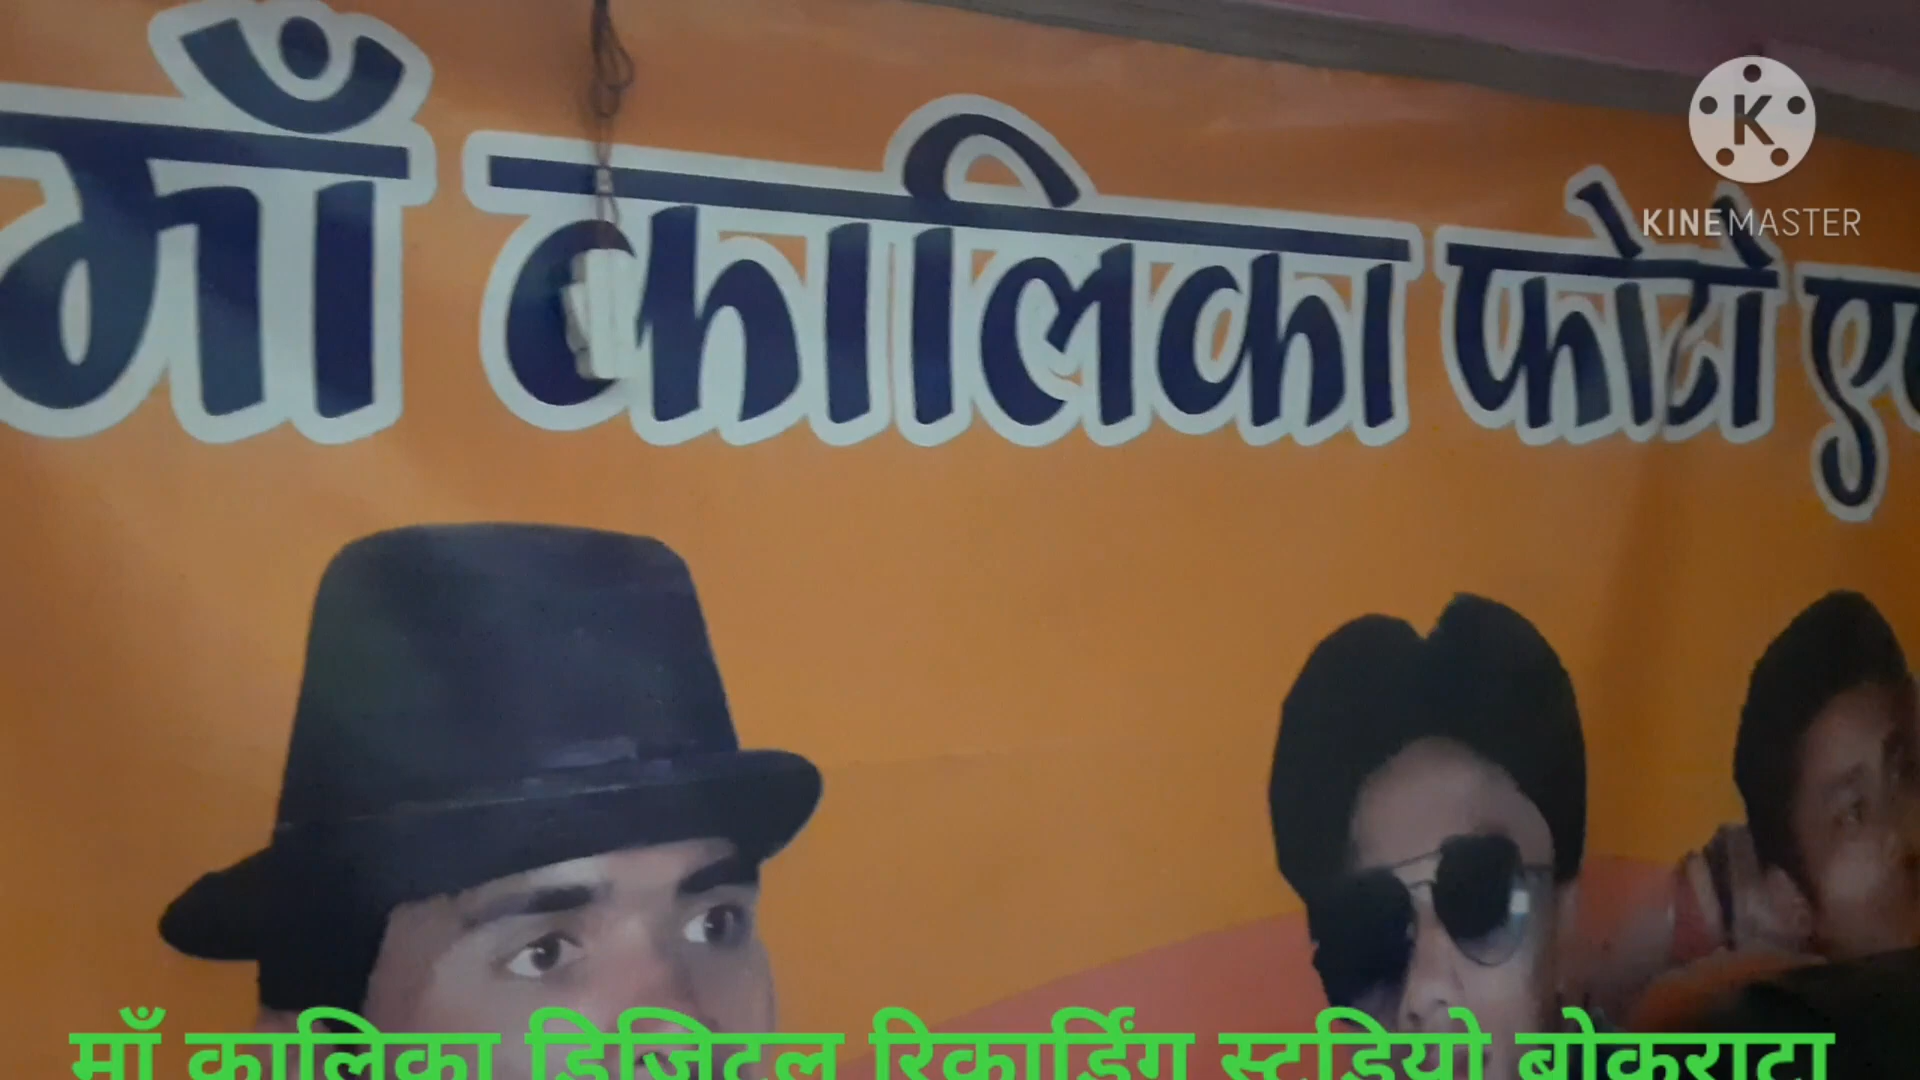 माँ कालिका फोटो
KINEMASTER
माँ कालिका डिजिटल रिकार्डिंग स्टूडियो बोकराटा